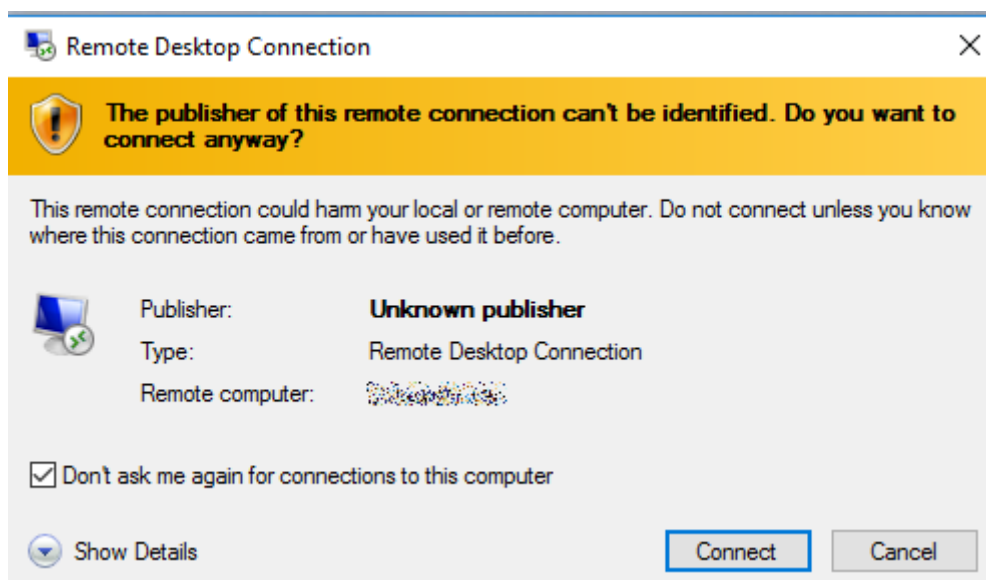 Remote Desktop Connection
The publisher of this remote connection can't be identified. Do you want to
connect anyway?
This remote connection could harm your local or remote computer. Do not connect unless you know
where this connection came from or have used it before.
Publisher: Unknown publisher
Type: Remote Desktop Connection
Remote computer:
Don't ask me again for connections to this computer
Show Details Connect Cancel